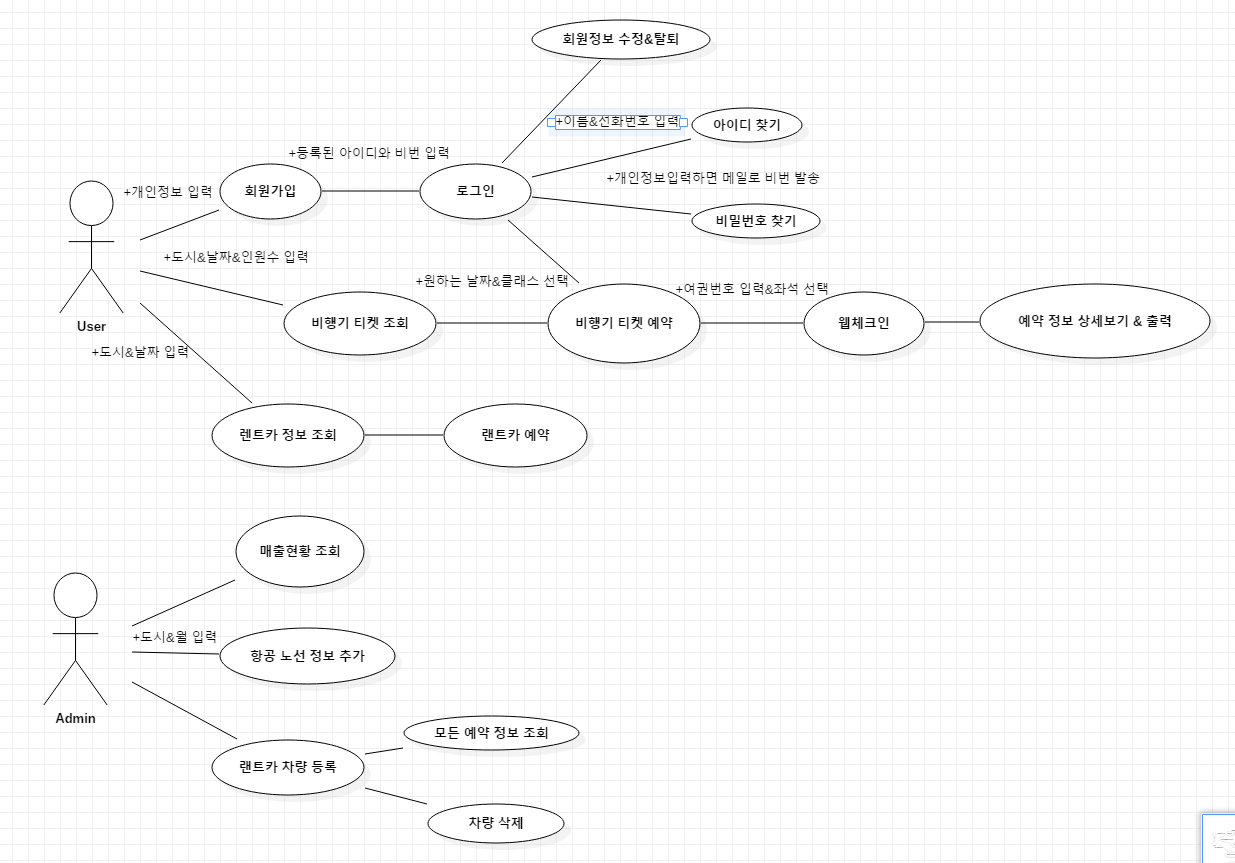 회원정보 수정&탈퇴
+이름&전화번호 입력
아이디 찾기
+등록된 아이디와 비번 입력
+개인정보입력하면 메일로 비번 발송
+개인정보 입력
회원가입
로그인
비밀번호 찾기
+도시&날짜&인원수 입력
+원하는 날짜&클래스 선택
+여권번호 입력&좌석 선택
User
비행기 티켓 조회
비행기 티켓 예약
웹체크인
예약 정보 상세보기 & 출력
+도시&날짜 입력
렌트카 정보 조회
랜트카 예약
매출현황 조회
+도시&월 입력
항공 노선 정보 추가
Admin
모든 예약 정보 조회
랜트카 차량 등록
차량 삭제